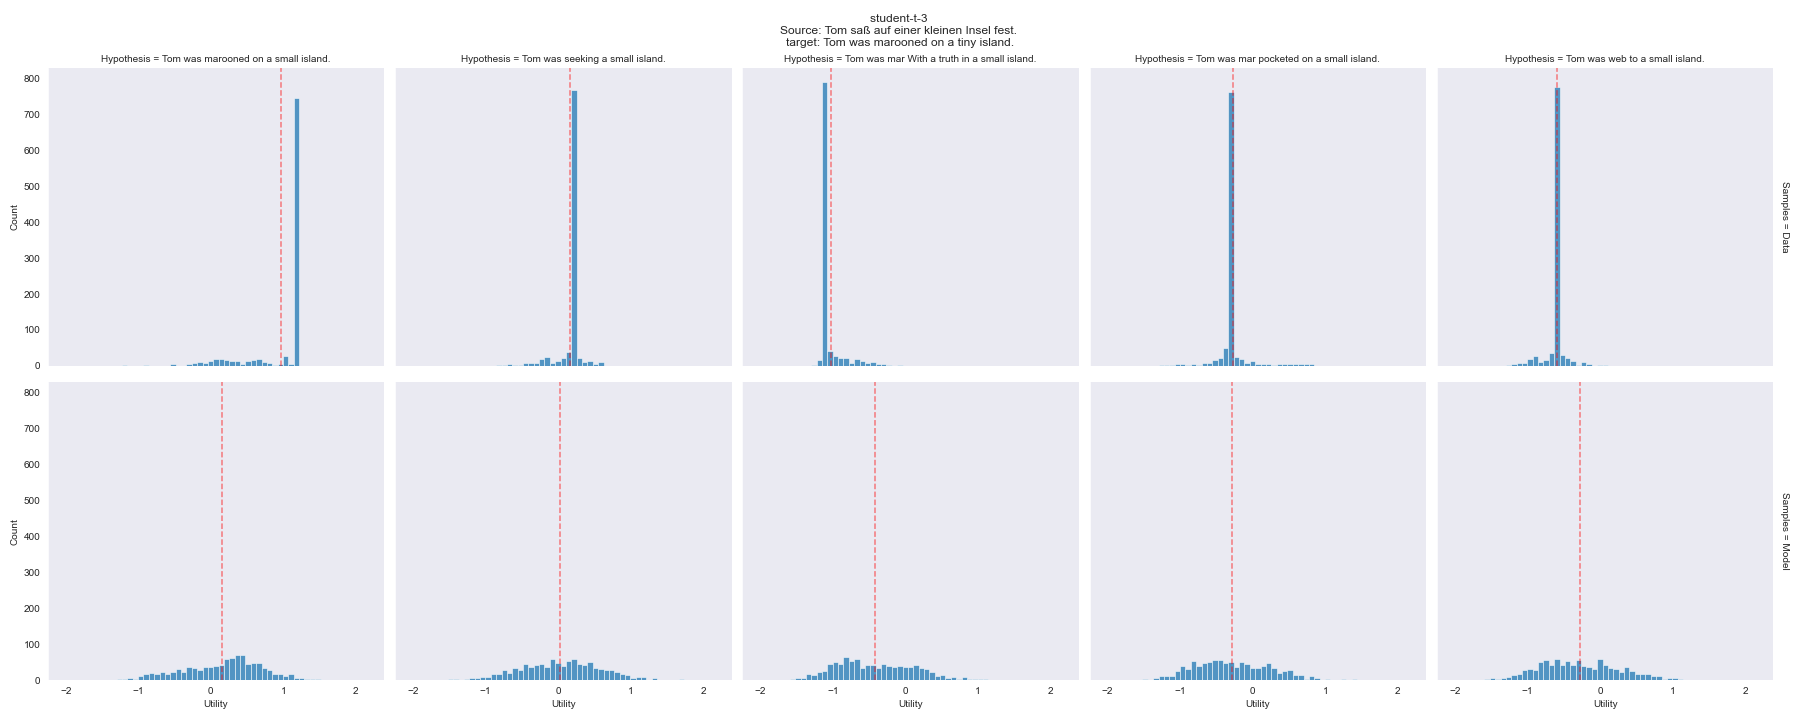 student-t-3
Source: Tom saß auf einer kleinen Insel fest.
target: Tom was marooned on a tiny island.
Hypothesis = Tom was marooned on a small island.
Hypothesis = Tom was seeking a small island.
Hypothesis = Tom was mar With a truth in a small island.
Hypothesis = Tom was mar pocketed on a small island.
Hypothesis = Tom was web to a small island.
800
700
600
500
400
300
200
100
0
Count
Samples = Data
800
700
600
500
400
300
200
100
0
Count
Samples = Model
−2 −1 0 1 2
−2 −1 0 1 2
−2 −1 0 1 2
−2 −1 0 1 2
−2 −1 0 1 2
Utility
Utility
Utility
Utility
Utility